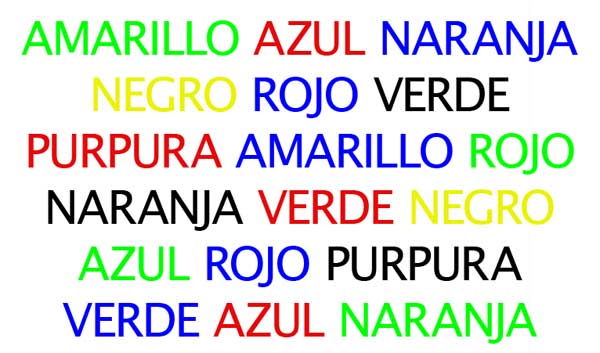 AMARILLO AZUL NARANJA
NEGRO ROJO VERDE
PURPURA AMARILLO ROJO
NARANJA VERDE NEGRO
AZUL ROJO PURPURA
VERDE AZUL NARANJA